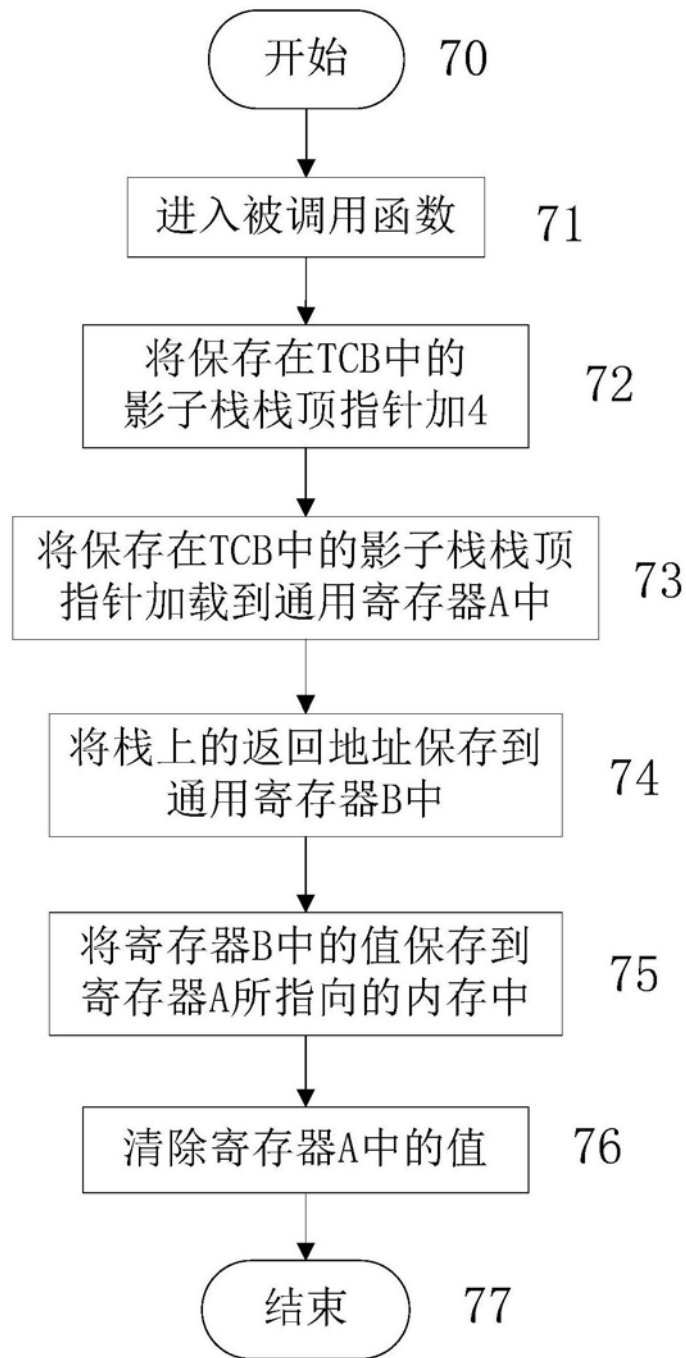 开始 70
进入被调用函数 71
将保存在TCB中的
影子栈栈顶指针加4
72
将保存在TCB中的影子栈栈顶
指针加载到通用寄存器A中
73
将栈上的返回地址保存到
通用寄存器B中
74
将寄存器B中的值保存到
寄存器A所指向的内存中
75
清除寄存器A中的值 76
结束 77